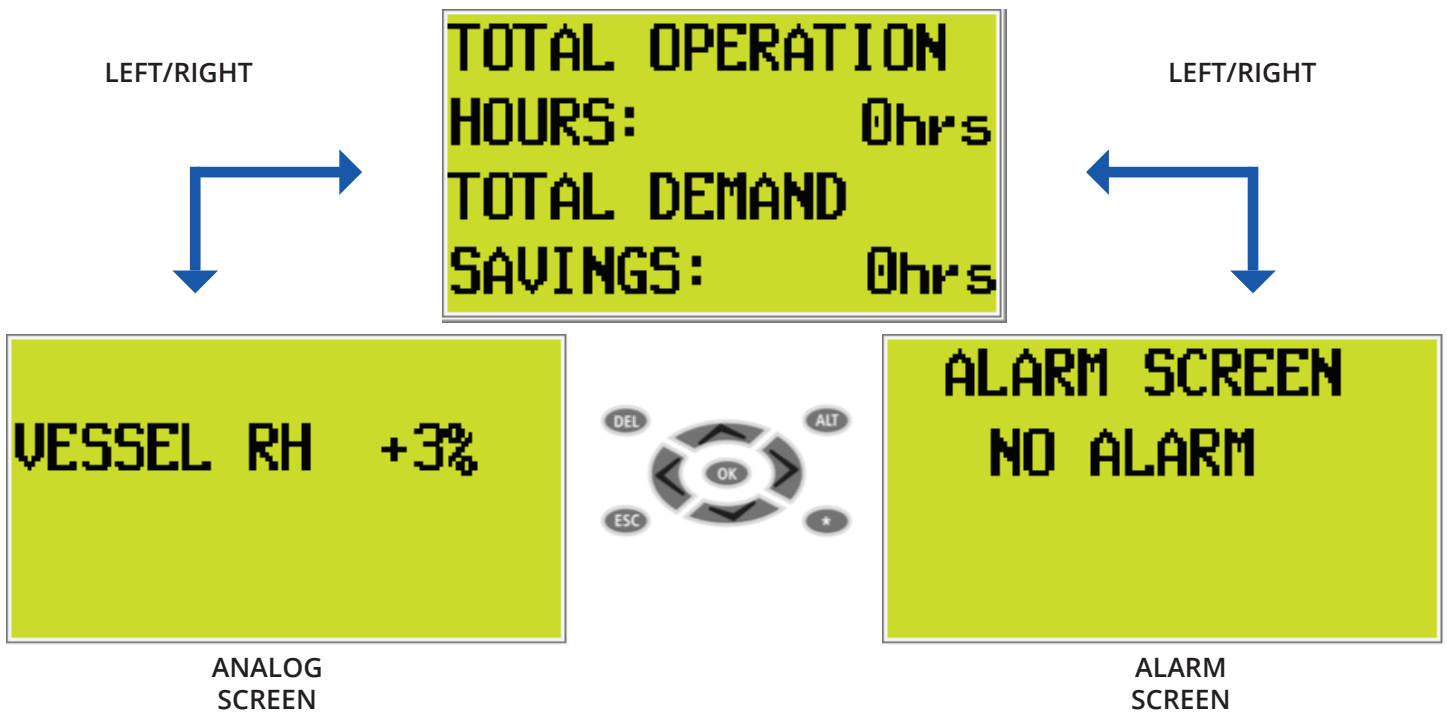 TOTAL OPERATION
HOURS: 0hrs
TOTAL DEMAND
SAVINGS: 0hrs
LEFT/RIGHT
LEFT/RIGHT
VESSEL RH +3%
DEL
ALT
OK
ESC
*
ALARM SCREEN
NO ALARM
ANALOG
SCREEN
ALARM
SCREEN